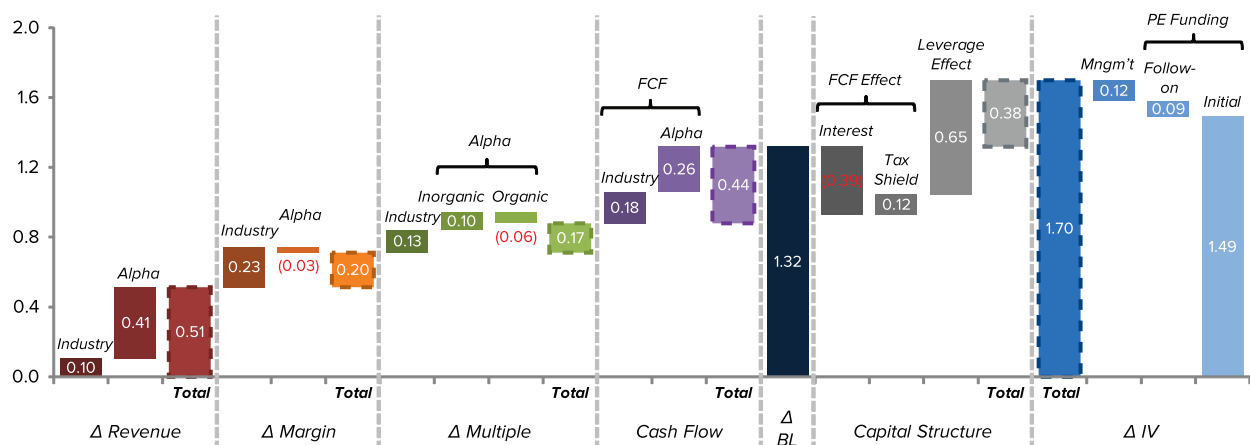 PE Funding
2.0
Leverage
Effect
Mngm't
Follow-
on
FCF
FCF Effect
0.12
0.09
Initial
1.6
0.38
Alpha
Alpha
Interest
0.65
1.2
Industry
0.26
Tax
Shield
Inorganic
Organic
(0.39)
0.44
Alpha
Industry
0.18
0.12
Industry
0.10
(0.06)
0.8
0.13
0.17
1.70
1.49
Alpha
0.23
(0.03)
0.20
1.32
0.4
0.41
0.51
Industry
0.10
0.0
Total
Total
Total
Total
Total
Total
Δ Revenue
Δ Margin
Δ Multiple
Cash Flow
Δ
BL
Capital Structure
Δ IV